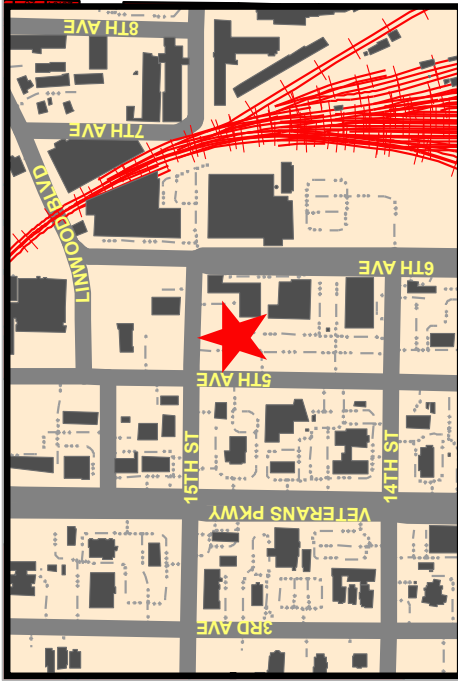 8TH AVE
7TH AVE
LINWOOD BLVD
6TH AVE
5TH AVE
15TH ST
14TH ST
VETERANS PKWY
3RD AVE